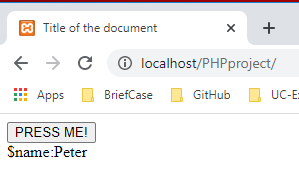 Title of the document
localhost/PHPproject/
Apps BriefCase GitHub UC-E
PRESS ME!
$name:Peter